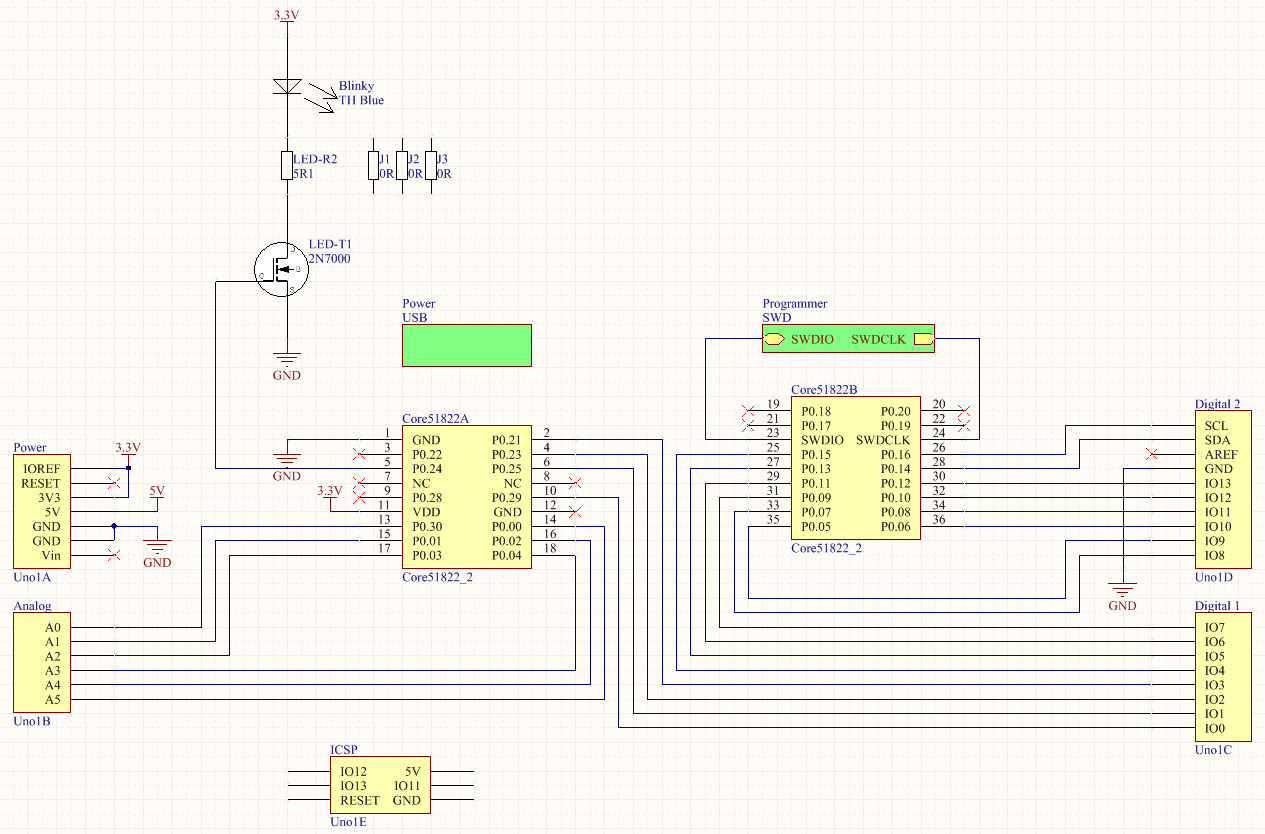 3.3V
Blinky
TH Blue
LED-R2
5R1
J1 J2 J3
0R 0R 0R
LED-T1
2N7000
D
G B
S
GND
Power
USB
Programmer
SWD
SWDIO SWDCLK
Core51822A
1 GND P0.21 2
3 P0.22 P0.23 4
5 P0.24 P0.25 6
7 NC NC 8
9 P0.28 P0.29 10
11 VDD GND 12
13 P0.30 P0.00 14
15 P0.01 P0.02 16
17 P0.03 P0.04 18
Core51822_2
GND
3.3V
Core51822B
19 P0.18 P0.20 20
21 P0.17 P0.19 22
23 SWDIO SWDCLK 24
25 P0.15 P0.16 26
27 P0.13 P0.14 28
29 P0.11 P0.12 30
31 P0.09 P0.10 32
33 P0.07 P0.08 34
35 P0.05 P0.06 36
Core51822_2
Power
IOREF
RESET
3V3
5V
GND
GND
Vin
Uno1A
3.3V
5V
GND
Analog
A0
A1
A2
A3
A4
A5
Uno1B
Digital 2
SCL
SDA
AREF
GND
IO13
IO12
IO11
IO10
IO9
IO8
Uno1D
GND
Digital 1
IO7
IO6
IO5
IO4
IO3
IO2
IO1
IO0
Uno1C
ICSP
IO12 5V
IO13 IO11
RESET GND
Uno1E